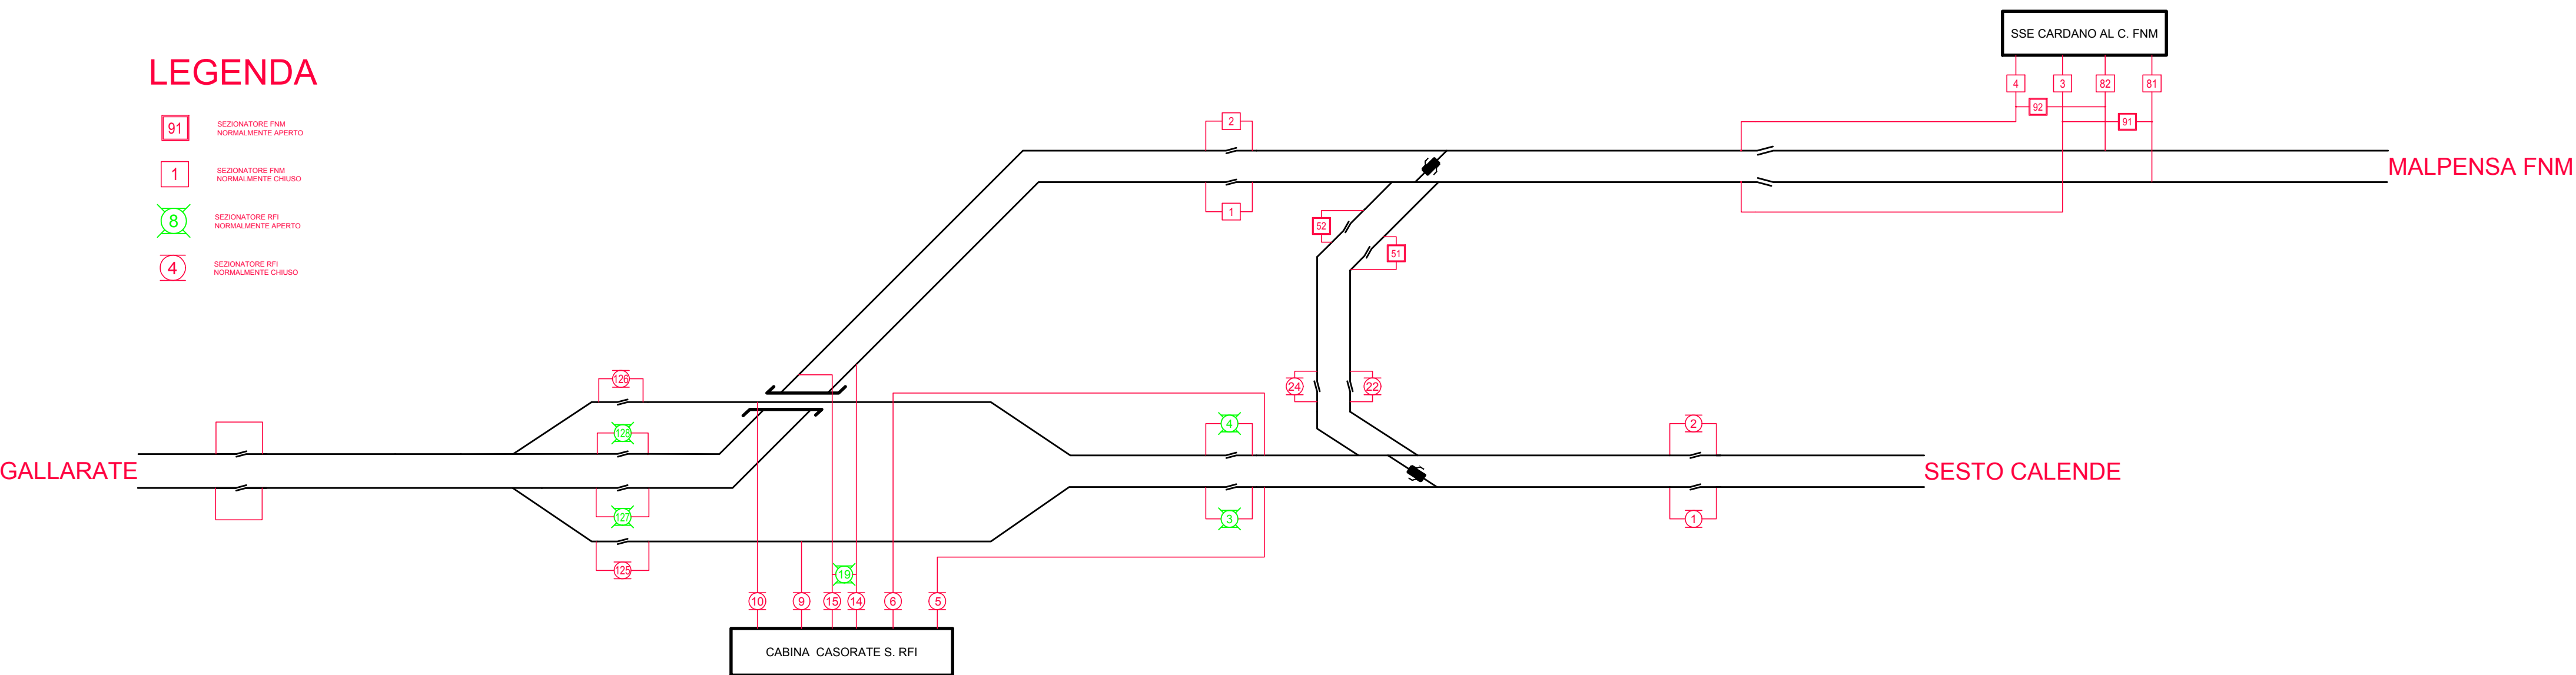 SSE CARDANO AL C. FNM
LEGENDA
4
3
82
81
92
91
91
SEZIONATORE FNM
NORMALMENTE APERTO
2
MALPENSA FNM
1
SEZIONATORE FNM
NORMALMENTE CHIUSO
1
8
SEZIONATORE RFI
NORMALMENTE APERTO
52
51
4
SEZIONATORE RFI
NORMALMENTE CHIUSO
126
24
22
128
4
2
GALLARATE
SESTO CALENDE
127
3
1
125
19
10
9
15
14
6
5
CABINA CASORATE S. RFI